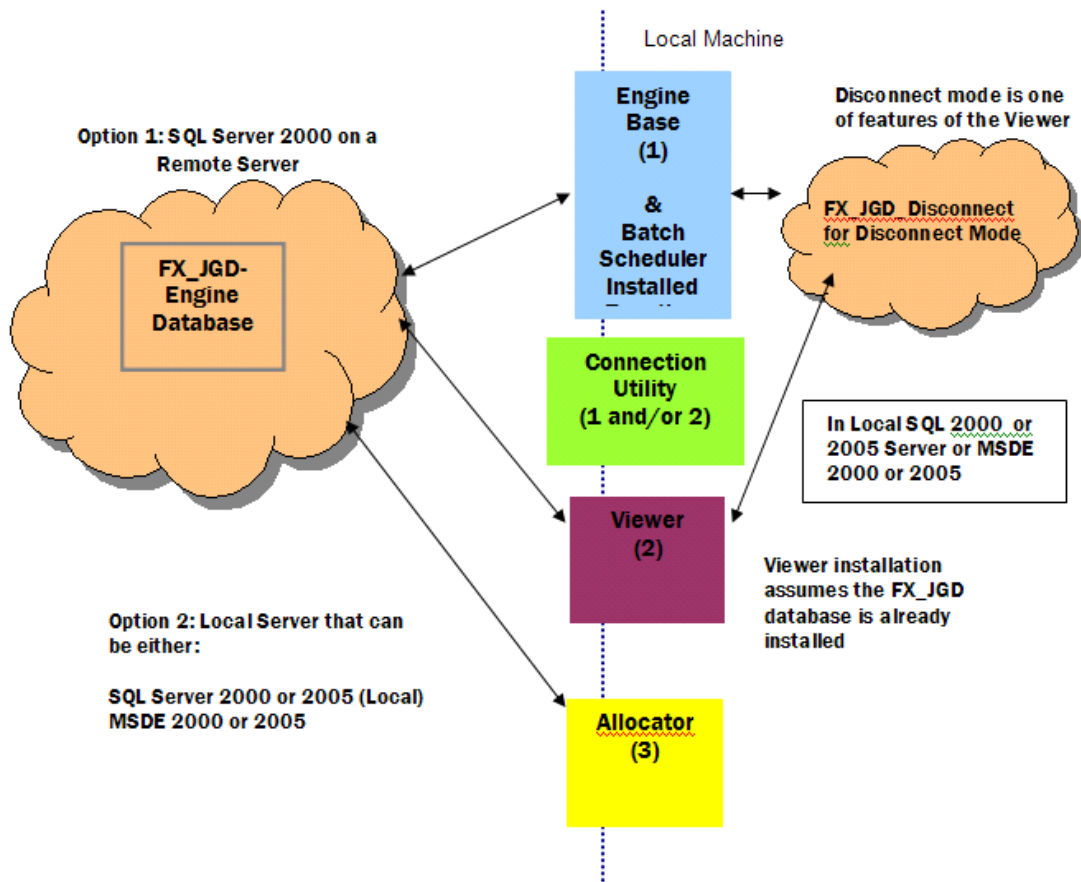 Local Machine
Option 1: SQL Server 2000 on a
Remote Server
FX_JGD-
Engine
Database
Engine
Base
(1)
&
Batch
Scheduler
Installed
Disconnect mode is one
of features of the Viewer
FX_JGD_Disconnect
for Disconnect Mode
Connection
Utility
(1 and/or 2)
In Local SQL 2000 or
2005 Server or MSDE
2000 or 2005
Viewer
(2)
Viewer installation
assumes the FX_JGD
database is already
installed
Option 2: Local Server that can
be either:
SQL Server 2000 or 2005 (Local)
MSDE 2000 or 2005
Allocator
(3)